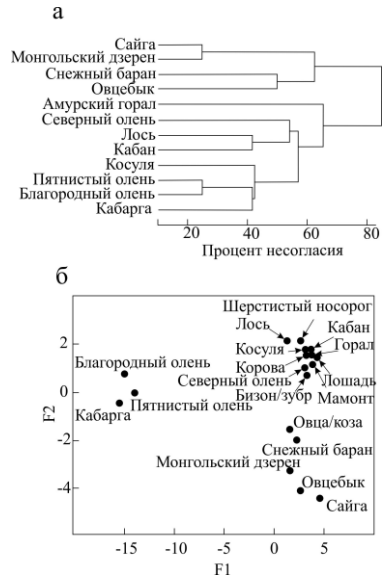 а
Сайга
Монгольский дзерен
Снежный баран
Овцебык
Амурский горал
Северный олень
Лось
Кабан
Косуля
Пятнистый олень
Благородный олень
Кабарга
20 40 60 80
Процент несогласия
б
Шерстистый носорог
Лось
Кабан
Косуля
Горал
Корова
Благородный олень
Северный олень
Лошадь
Бизон/зубр
Мамонт
Кабарга
Пятнистый олень
Овца/коза
Снежный баран
Монгольский дзерен
Овцебык
Сайга
2
0
-2
-4
F2
-15 -10 -5 0 5
F1